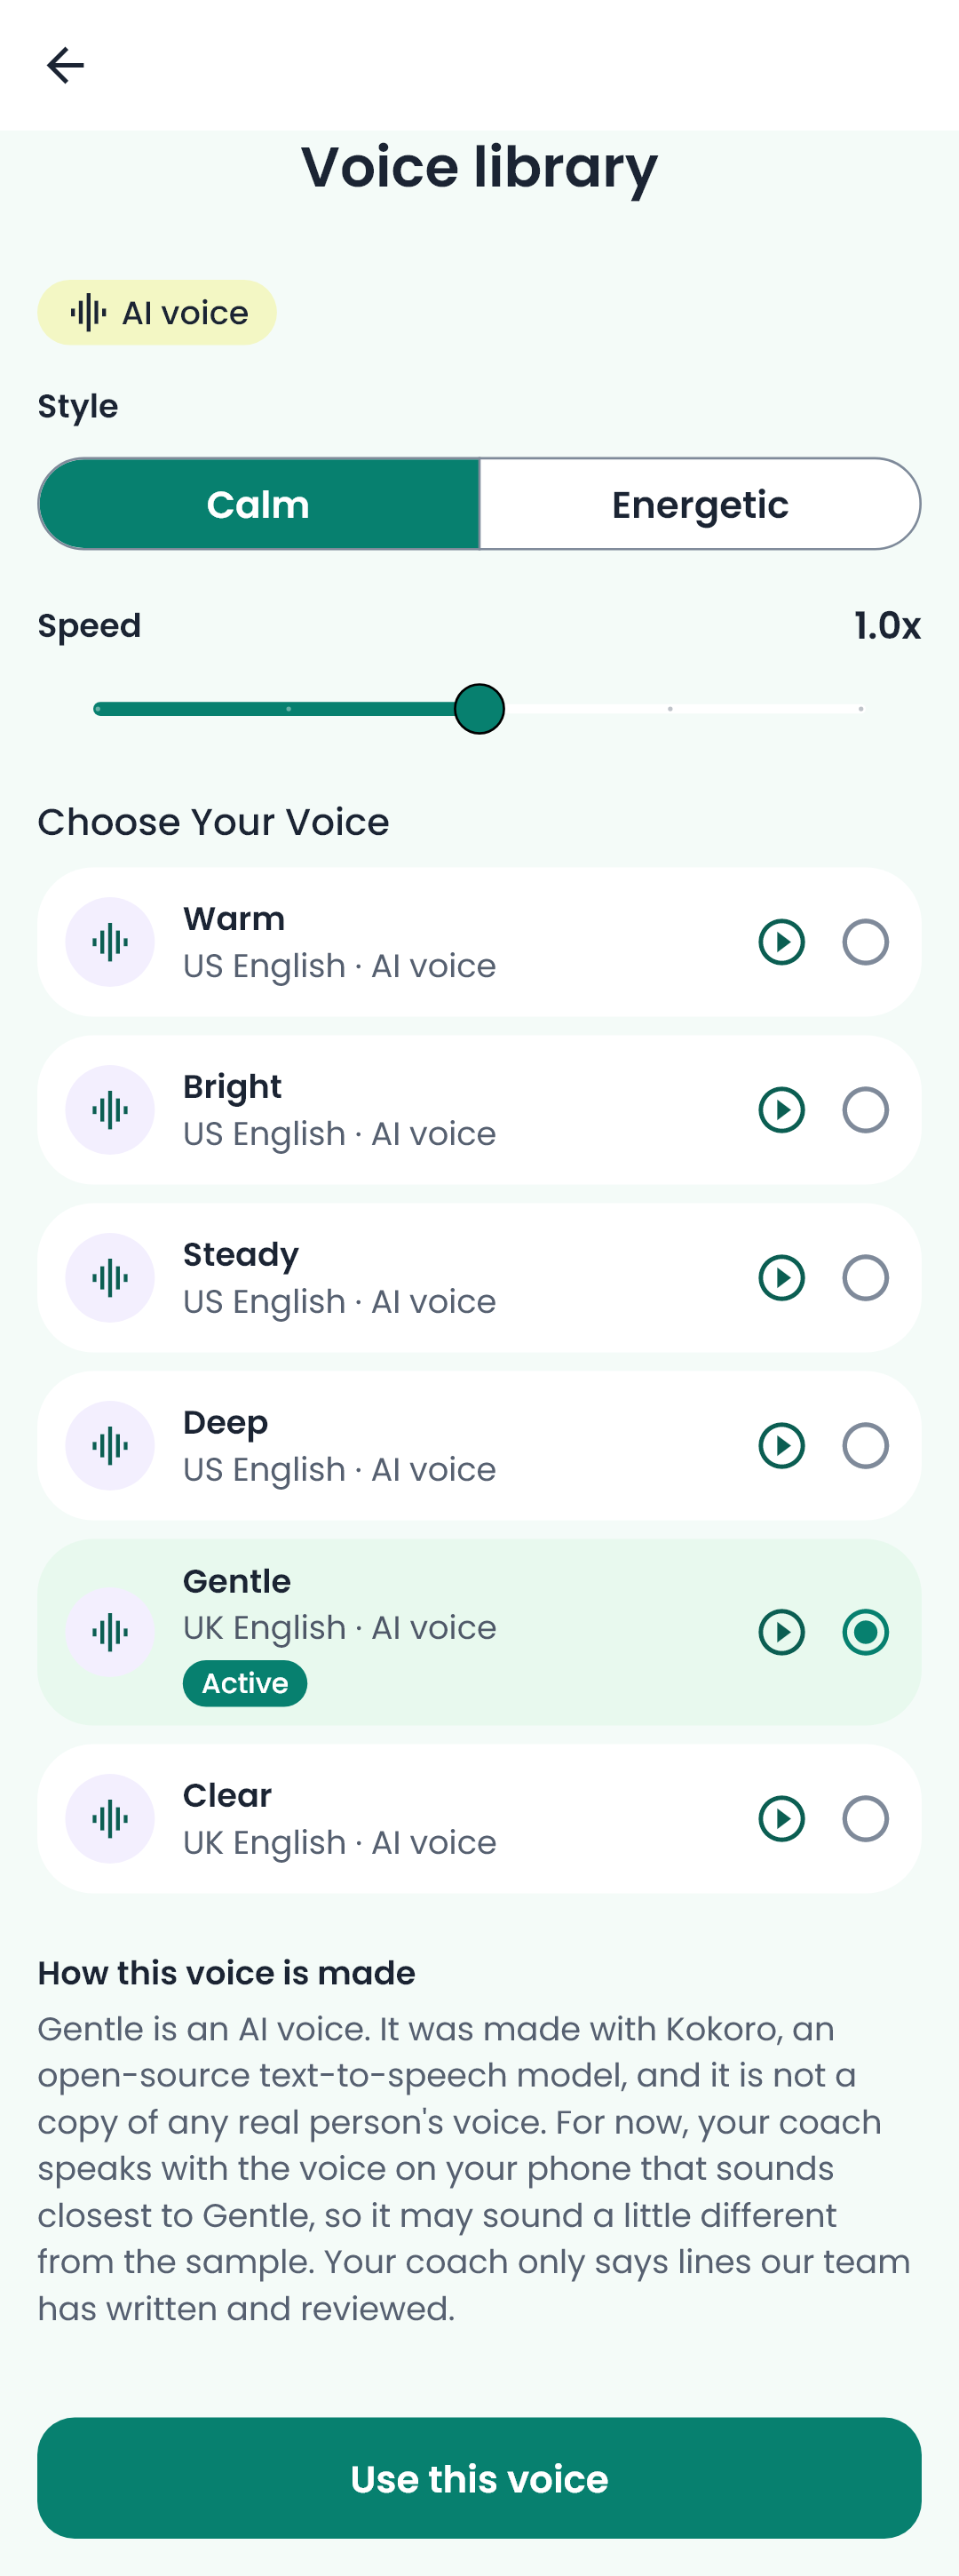 Voice library
AI voice
Style
Calm
Energetic
Speed
1.0x
Choose Your Voice
Warm
US English · AI voice
Bright
US English · AI voice
Steady
US English · AI voice
Deep
US English · AI voice
Gentle
UK English · AI voice
Active
Clear
UK English · AI voice
How this voice is made
Gentle is an AI voice. It was made with Kokoro, an
open-source text-to-speech model, and it is not a
copy of any real person's voice. For now, your coach
speaks with the voice on your phone that sounds
closest to Gentle, so it may sound a little different
from the sample. Your coach only says lines our team
has written and reviewed.
Use this voice